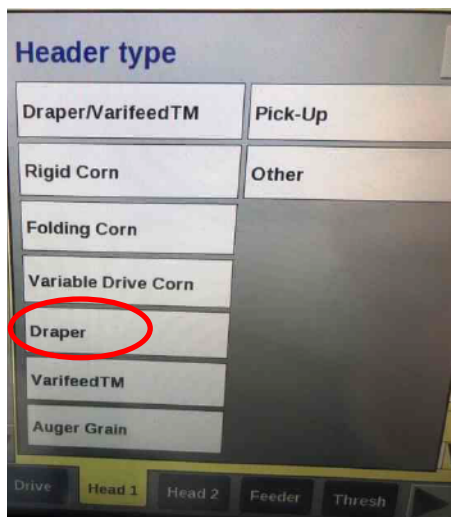 Header type
Draper/VarifeedTM
Pick-Up
Rigid Corn
Other
Folding Corn
Variable Drive Corn
Draper
VarifeedTM
Auger Grain
Drive
Head 1
Head 2
Feeder
Thresh